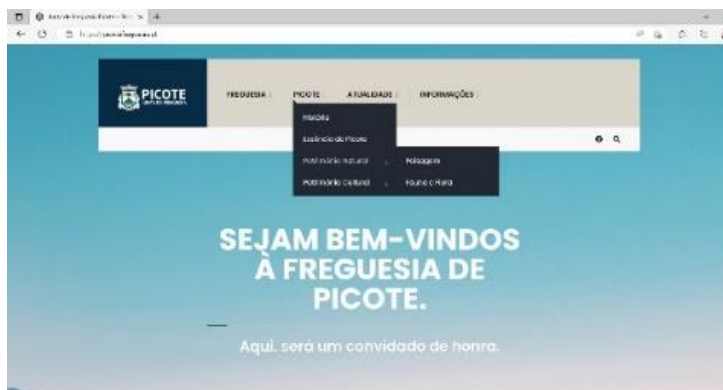 PICOTE
FREGUESIA PICOTE ATUALIDADE INFORMAÇÕES
História
Essência de Picote
Património Natural Paisagem
Património Cultural Fauna e Flora
SEJAM BEM-VINDOS
À FREGUESIA DE
PICOTE.
Aqui, será um convidado de honra.